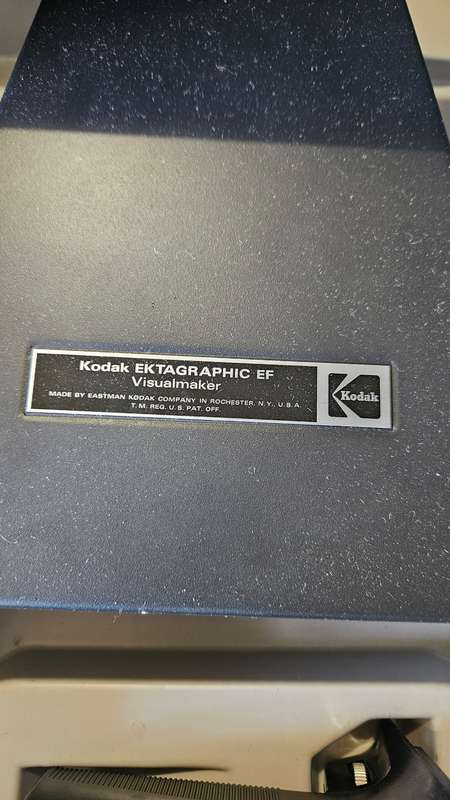 Kodak EKTAGRAPHIC EF
Visualmaker
MADE BY EASTMAN KODAK COMPANY IN ROCHESTER, N.Y., U.S.A.
T.M. REG. U.S. PAT. OFF.
Kodak